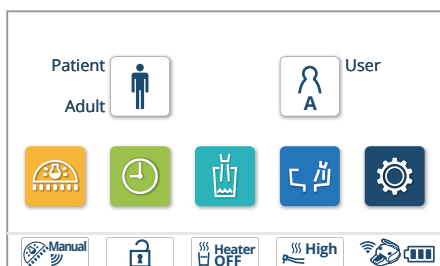 Patient
User
Adult
A
Manual
Heater
OFF
High